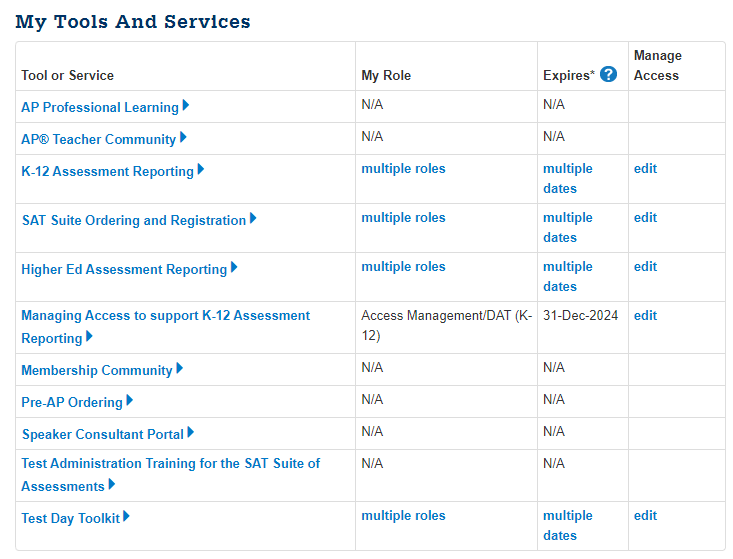 My Tools And Services
Tool or Service My Role Expires* ? Manage Access
AP Professional Learning N/A N/A
AP® Teacher Community N/A N/A
K-12 Assessment Reporting multiple roles multiple dates edit
SAT Suite Ordering and Registration multiple roles multiple dates edit
Higher Ed Assessment Reporting multiple roles multiple dates edit
Managing Access to support K-12 Assessment Reporting Access Management/DAT (K-12) 31-Dec-2024 edit
Membership Community N/A N/A
Pre-AP Ordering N/A N/A
Speaker Consultant Portal N/A N/A
Test Administration Training for the SAT Suite of Assessments N/A N/A
Test Day Toolkit multiple roles multiple dates edit